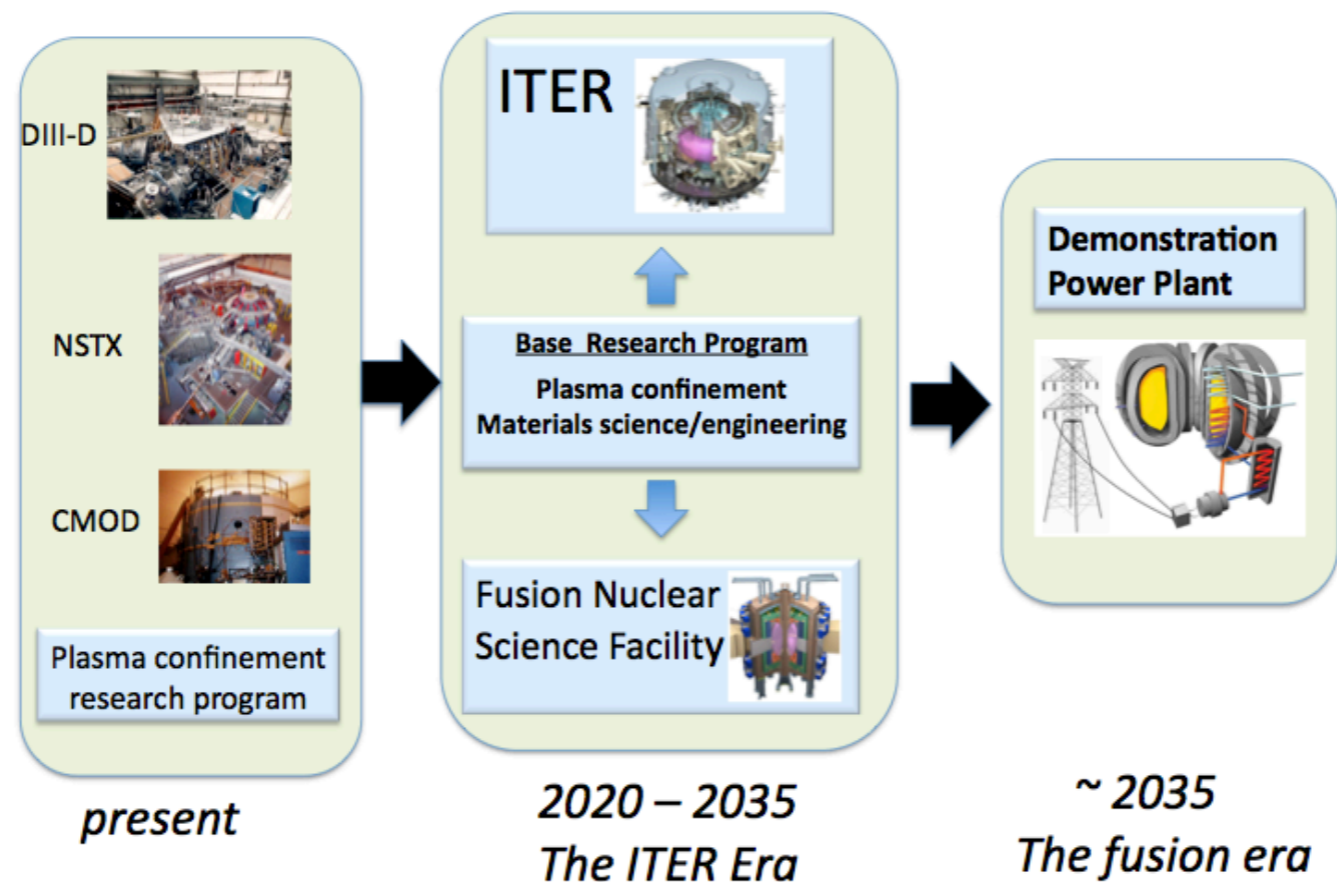 DIII-D
NSTX
CMOD
Plasma confinement
research program
present
ITER
Base Research Program
Plasma confinement
Materials science/engineering
Fusion Nuclear
Science Facility
2020 – 2035
The ITER Era
Demonstration
Power Plant
~ 2035
The fusion era